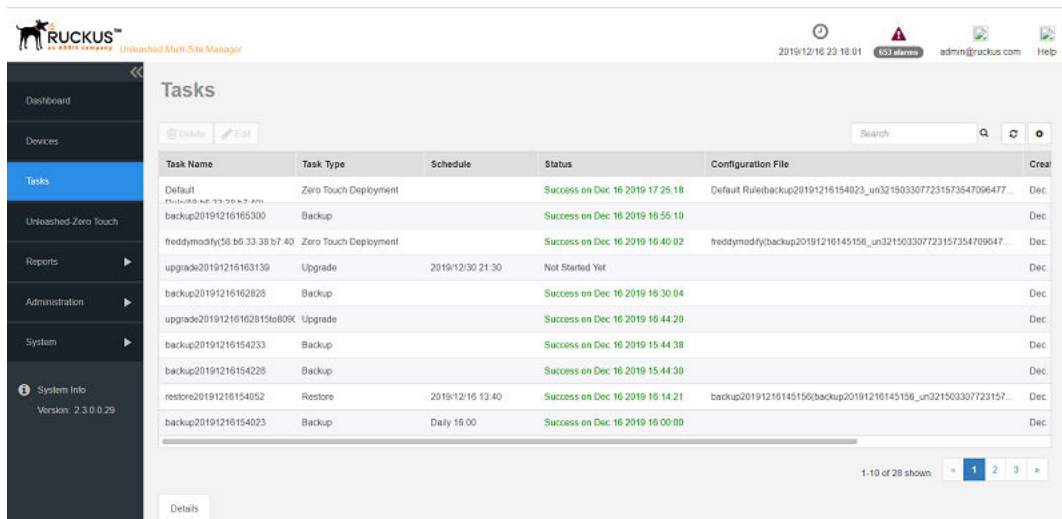 RUCKUS™
an ARRIS company
Unleashed Multi-Site Manager
2019/12/16 23:18:01
653 alarms
admin@ruckus.com
Help
Dashboard
Devices
Tasks
Unleashed-Zero Touch
Reports
Administration
System
System Info
Version: 2.3.0.0.29
Tasks
Delete Edit
Search
Task Name Task Type Schedule Status Configuration File Creat
Default Zero Touch Deployment Success on Dec 16 2019 17:25:18 Default Rule(backup20191216154023_un3215033077231573547096477... Dec
backup20191216165300 Backup Success on Dec 16 2019 16:55:10 Dec
freddymodify(58:b6:33:38:b7:40 Zero Touch Deployment Success on Dec 16 2019 16:40:02 freddymodify(backup20191216145156_un321503307723157354709647... Dec
upgrade20191216163139 Upgrade 2019/12/30 21:30 Not Started Yet Dec
backup20191216162828 Backup Success on Dec 16 2019 16:30:04 Dec
upgrade20191216162815to809( Upgrade Success on Dec 16 2019 16:44:20 Dec
backup20191216154233 Backup Success on Dec 16 2019 15:44:38 Dec
backup20191216154228 Backup Success on Dec 16 2019 15:44:30 Dec
restore20191216154052 Restore 2019/12/16 13:40 Success on Dec 16 2019 16:14:21 backup20191216145156(backup20191216145156_un321503307723157... Dec
backup20191216154023 Backup Daily 16:00 Success on Dec 16 2019 16:00:00 Dec
1-10 of 28 shown « 1 2 3 »
Details